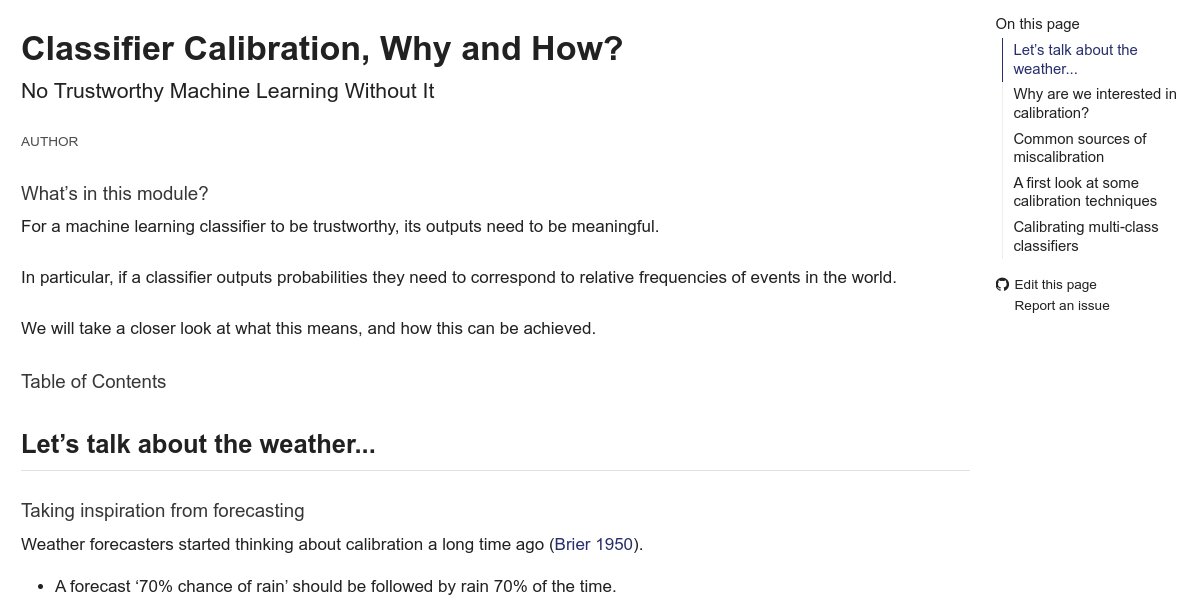 Classifier Calibration, Why and How?
No Trustworthy Machine Learning Without It
AUTHOR
What’s in this module?
For a machine learning classifier to be trustworthy, its outputs need to be meaningful.
In particular, if a classifier outputs probabilities they need to correspond to relative frequencies of events in the world.
We will take a closer look at what this means, and how this can be achieved.
Table of Contents
Let’s talk about the weather...
Taking inspiration from forecasting
Weather forecasters started thinking about calibration a long time ago (Brier 1950).
• A forecast ‘70% chance of rain’ should be followed by rain 70% of the time.
On this page
Let’s talk about the
weather...
Why are we interested in
calibration?
Common sources of
miscalibration
A first look at some
calibration techniques
Calibrating multi-class
classifiers
Edit this page
Report an issue